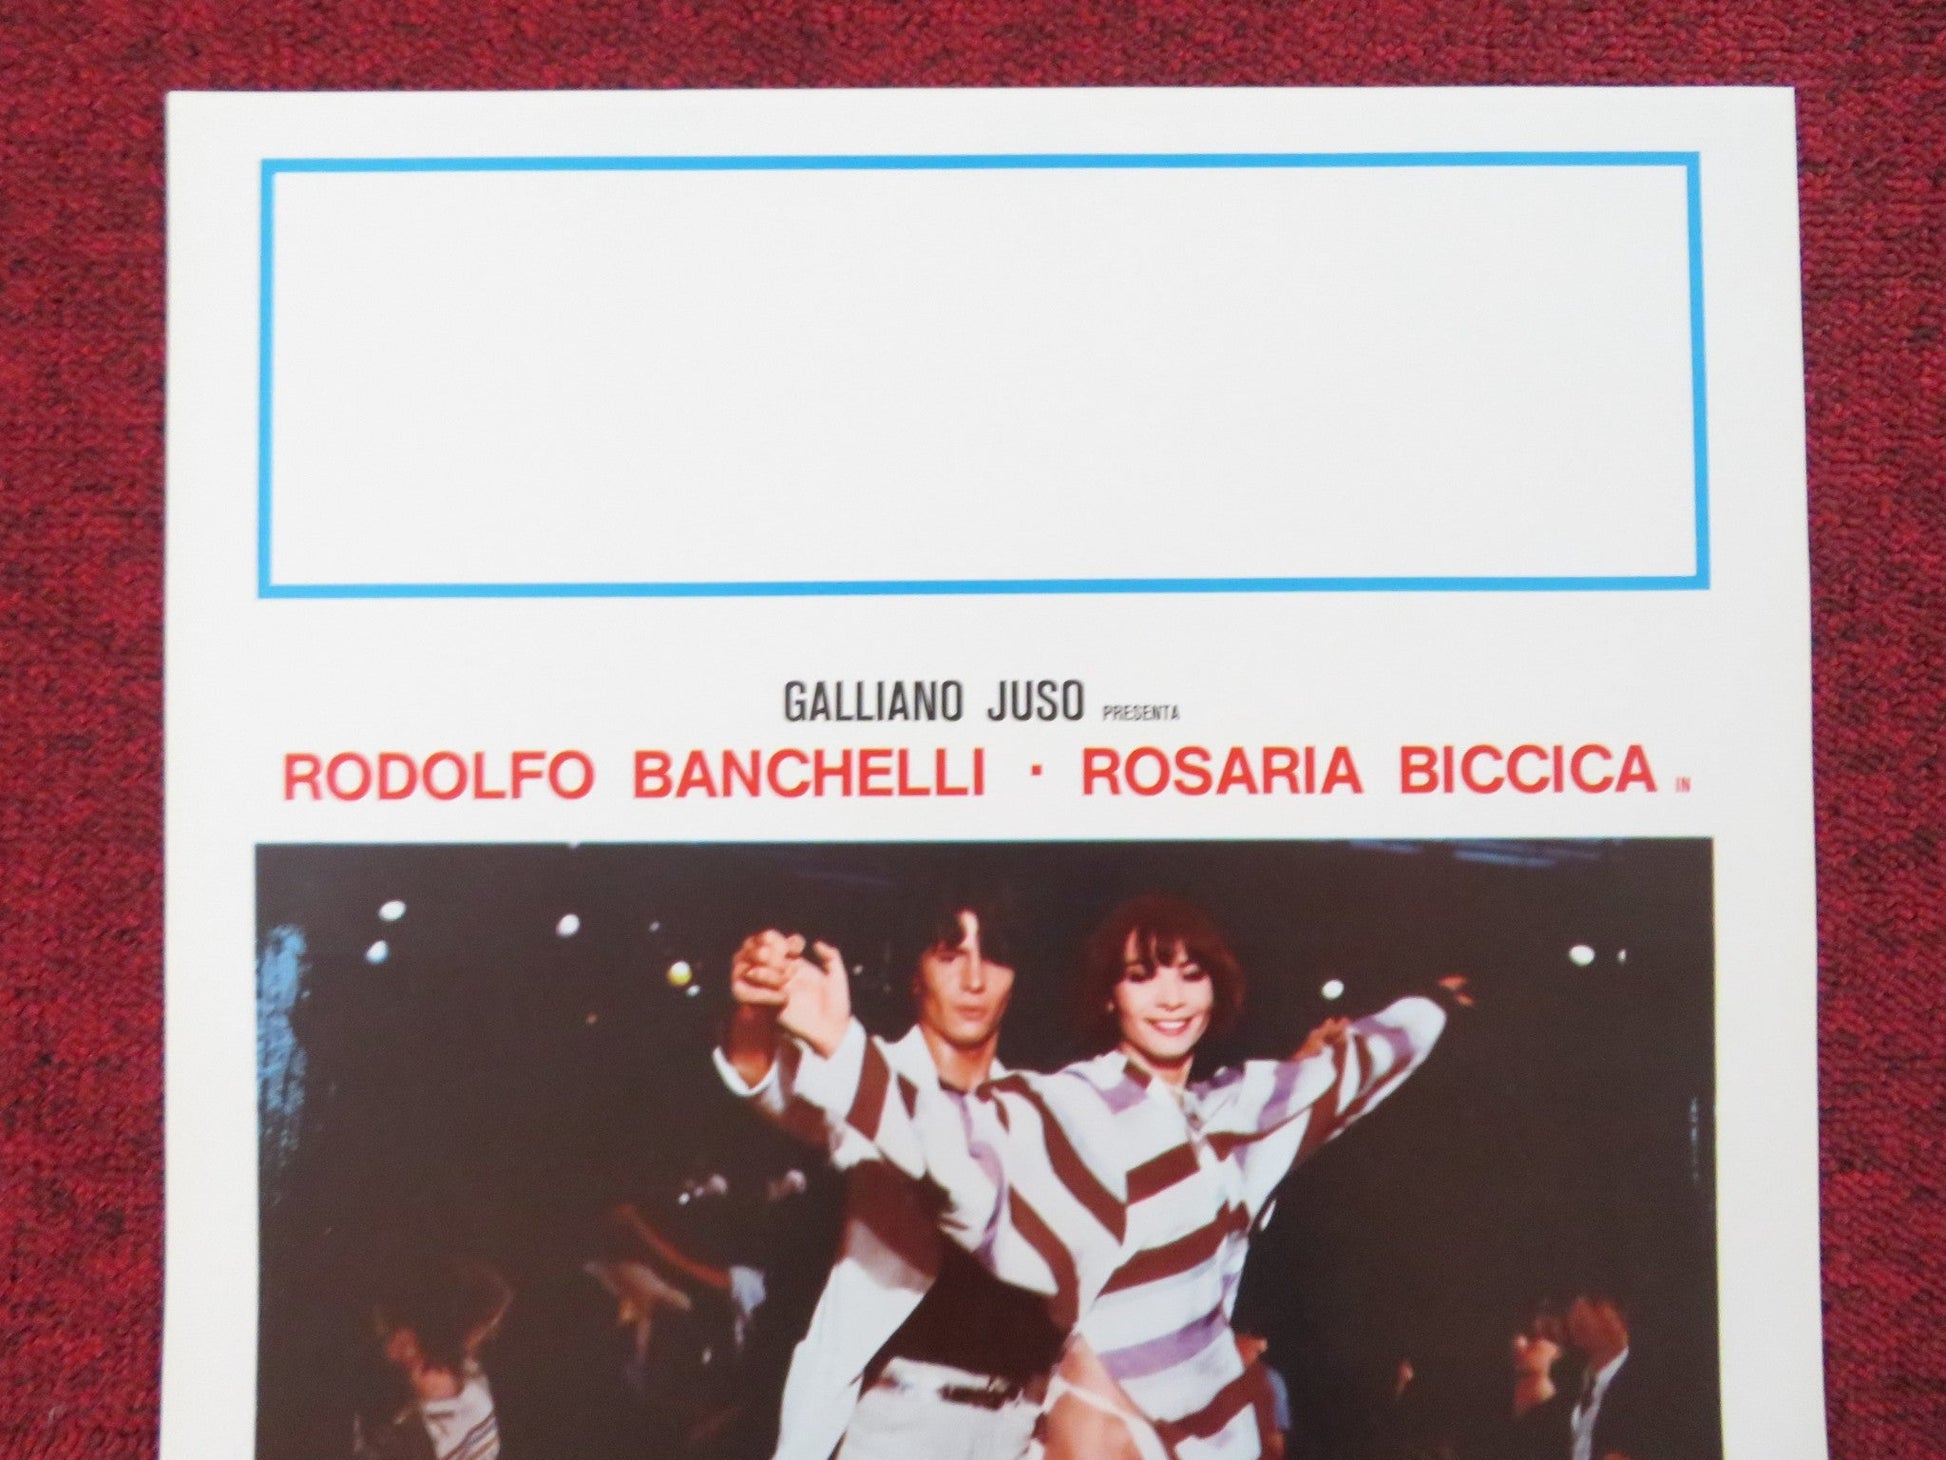 GALLIANO JUSO PRESENTA
RODOLFO BANCHELLI · ROSARIA BICCICA IN